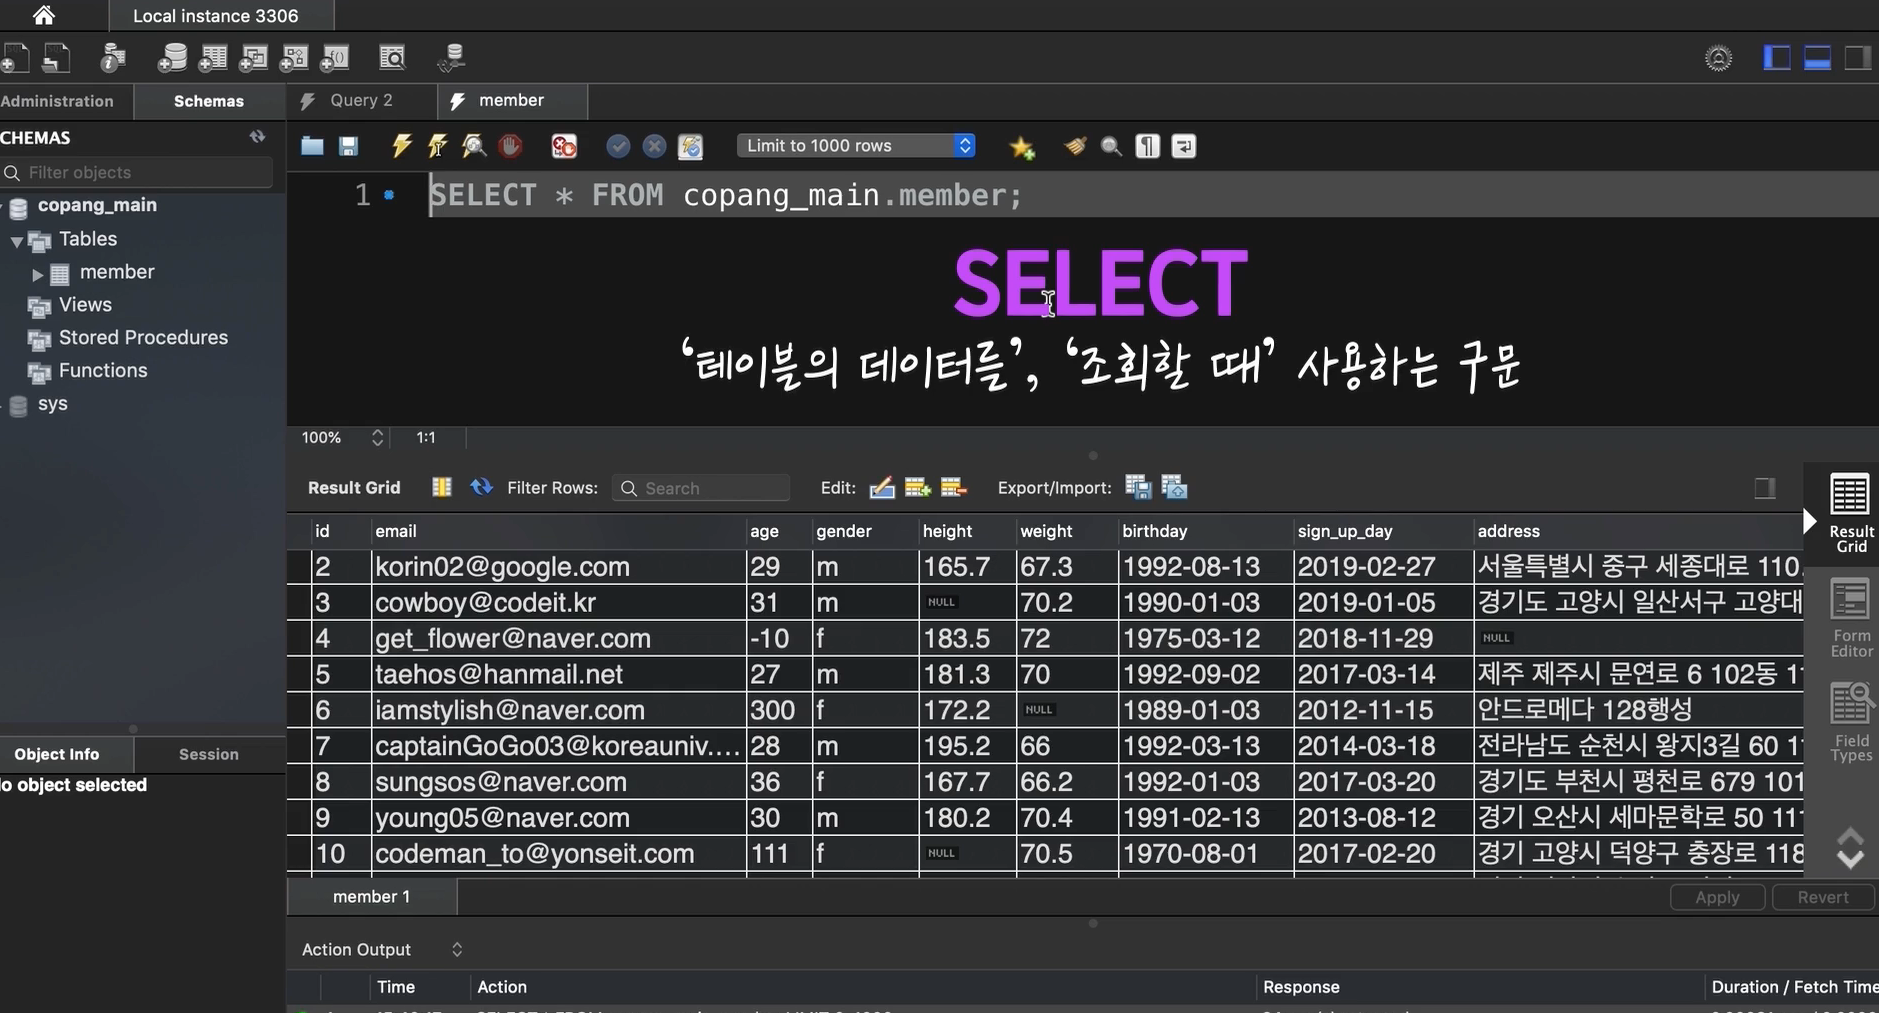 Local instance 3306
Administration Schemas Query 2 member
CHEMAS
Limit to 1000 rows
Filter objects
1 SELECT * FROM copang_main.member;
copang_main
Tables
member
Views
Stored Procedures
Functions
sys
SELECT
‘테이블의 데이터를’, ‘조회할 때’ 사용하는 구문
100% 1:1
Result Grid Filter Rows: Search Edit: Export/Import:
id email age gender height weight birthday sign_up_day address
2 korin02@google.com 29 m 165.7 67.3 1992-08-13 2019-02-27 서울특별시 중구 세종대로 110
3 cowboy@codeit.kr 31 m NULL 70.2 1990-01-03 2019-01-05 경기도 고양시 일산서구 고양대
4 get_flower@naver.com -10 f 183.5 72 1975-03-12 2018-11-29 NULL
5 taehos@hanmail.net 27 m 181.3 70 1992-09-02 2017-03-14 제주 제주시 문연로 6 102동
6 iamstylish@naver.com 300 f 172.2 NULL 1989-01-03 2012-11-15 안드로메다 128행성
7 captainGoGo03@koreauniv.... 28 m 195.2 66 1992-03-13 2014-03-18 전라남도 순천시 왕지3길 60
8 sungsos@naver.com 36 f 167.7 66.2 1992-01-03 2017-03-20 경기도 부천시 평천로 679 101
9 young05@naver.com 30 m 180.2 70.4 1991-02-13 2013-08-12 경기 오산시 세마문학로 50
10 codeman_to@yonseit.com 111 f NULL 70.5 1970-08-01 2017-02-20 경기 고양시 덕양구 충장로 118
Result
Grid
Form
Editor
Field
Types
Object Info Session
o object selected
member 1 Apply Revert
Action Output
Time Action Response Duration / Fetch Time